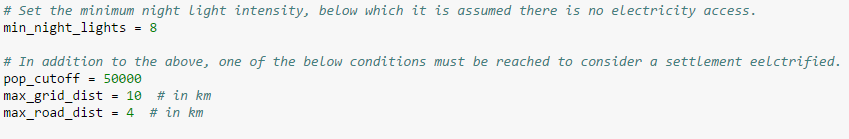 # Set the minimum night light intensity, below which it is assumed there is no electricity access.
min_night_lights = 8
# In addition to the above, one of the below conditions must be reached to consider a settlement eelctrified.
pop_cutoff = 50000
max_grid_dist = 10  # in km
max_road_dist = 4  # in km